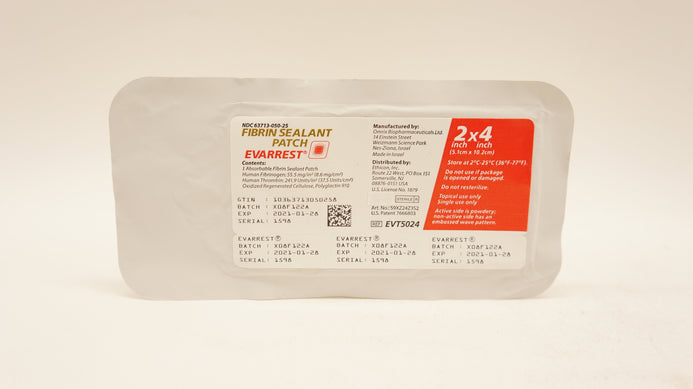 NDC 63713-050-25
FIBRIN SEALANT
PATCH
EVARREST®
Contents:
1 Absorbable Fibrin Sealant Patch
Human Fibrinogen: 55.5 mg/in² (8.6 mg/cm²)
Human Thrombin: 241.9 Units/in² (37.5 Units/cm²)
Oxidized Regenerated Cellulose, Polyglactin 910
GTIN : 10363713050258
BATCH : X08F122A
EXP : 2021-01-28
SERIAL: 1598
Manufactured by:
Omrix Biopharmaceuticals Ltd.
14 Einstein Street
Weizmann Science Park
Nes-Ziona, Israel
Made in Israel
Distributed by:
Ethicon, Inc.
Route 22 West, PO Box 151
Somerville, NJ
08876-0151 USA
U.S. License No. 1879
STERILE R
Art. No.: 59XZ24Z3S2
U.S. Patent 7666803
REF EVT5024
2x4
inch inch
(5.1cm x 10.2cm)
Store at 2°C-25°C (36°F-77°F).
Do not use if package
is opened or damaged.
Do not resterilize.
Topical use only
Single use only
Active side is powdery;
non-active side has an
embossed wave pattern.
EVARREST®
BATCH : X08F122A
EXP : 2021-01-28
SERIAL: 1598
EVARREST®
BATCH : X08F122A
EXP : 2021-01-28
SERIAL: 1598
EVARREST®
BATCH : X08F122A
EXP : 2021-01-28
SERIAL: 1598